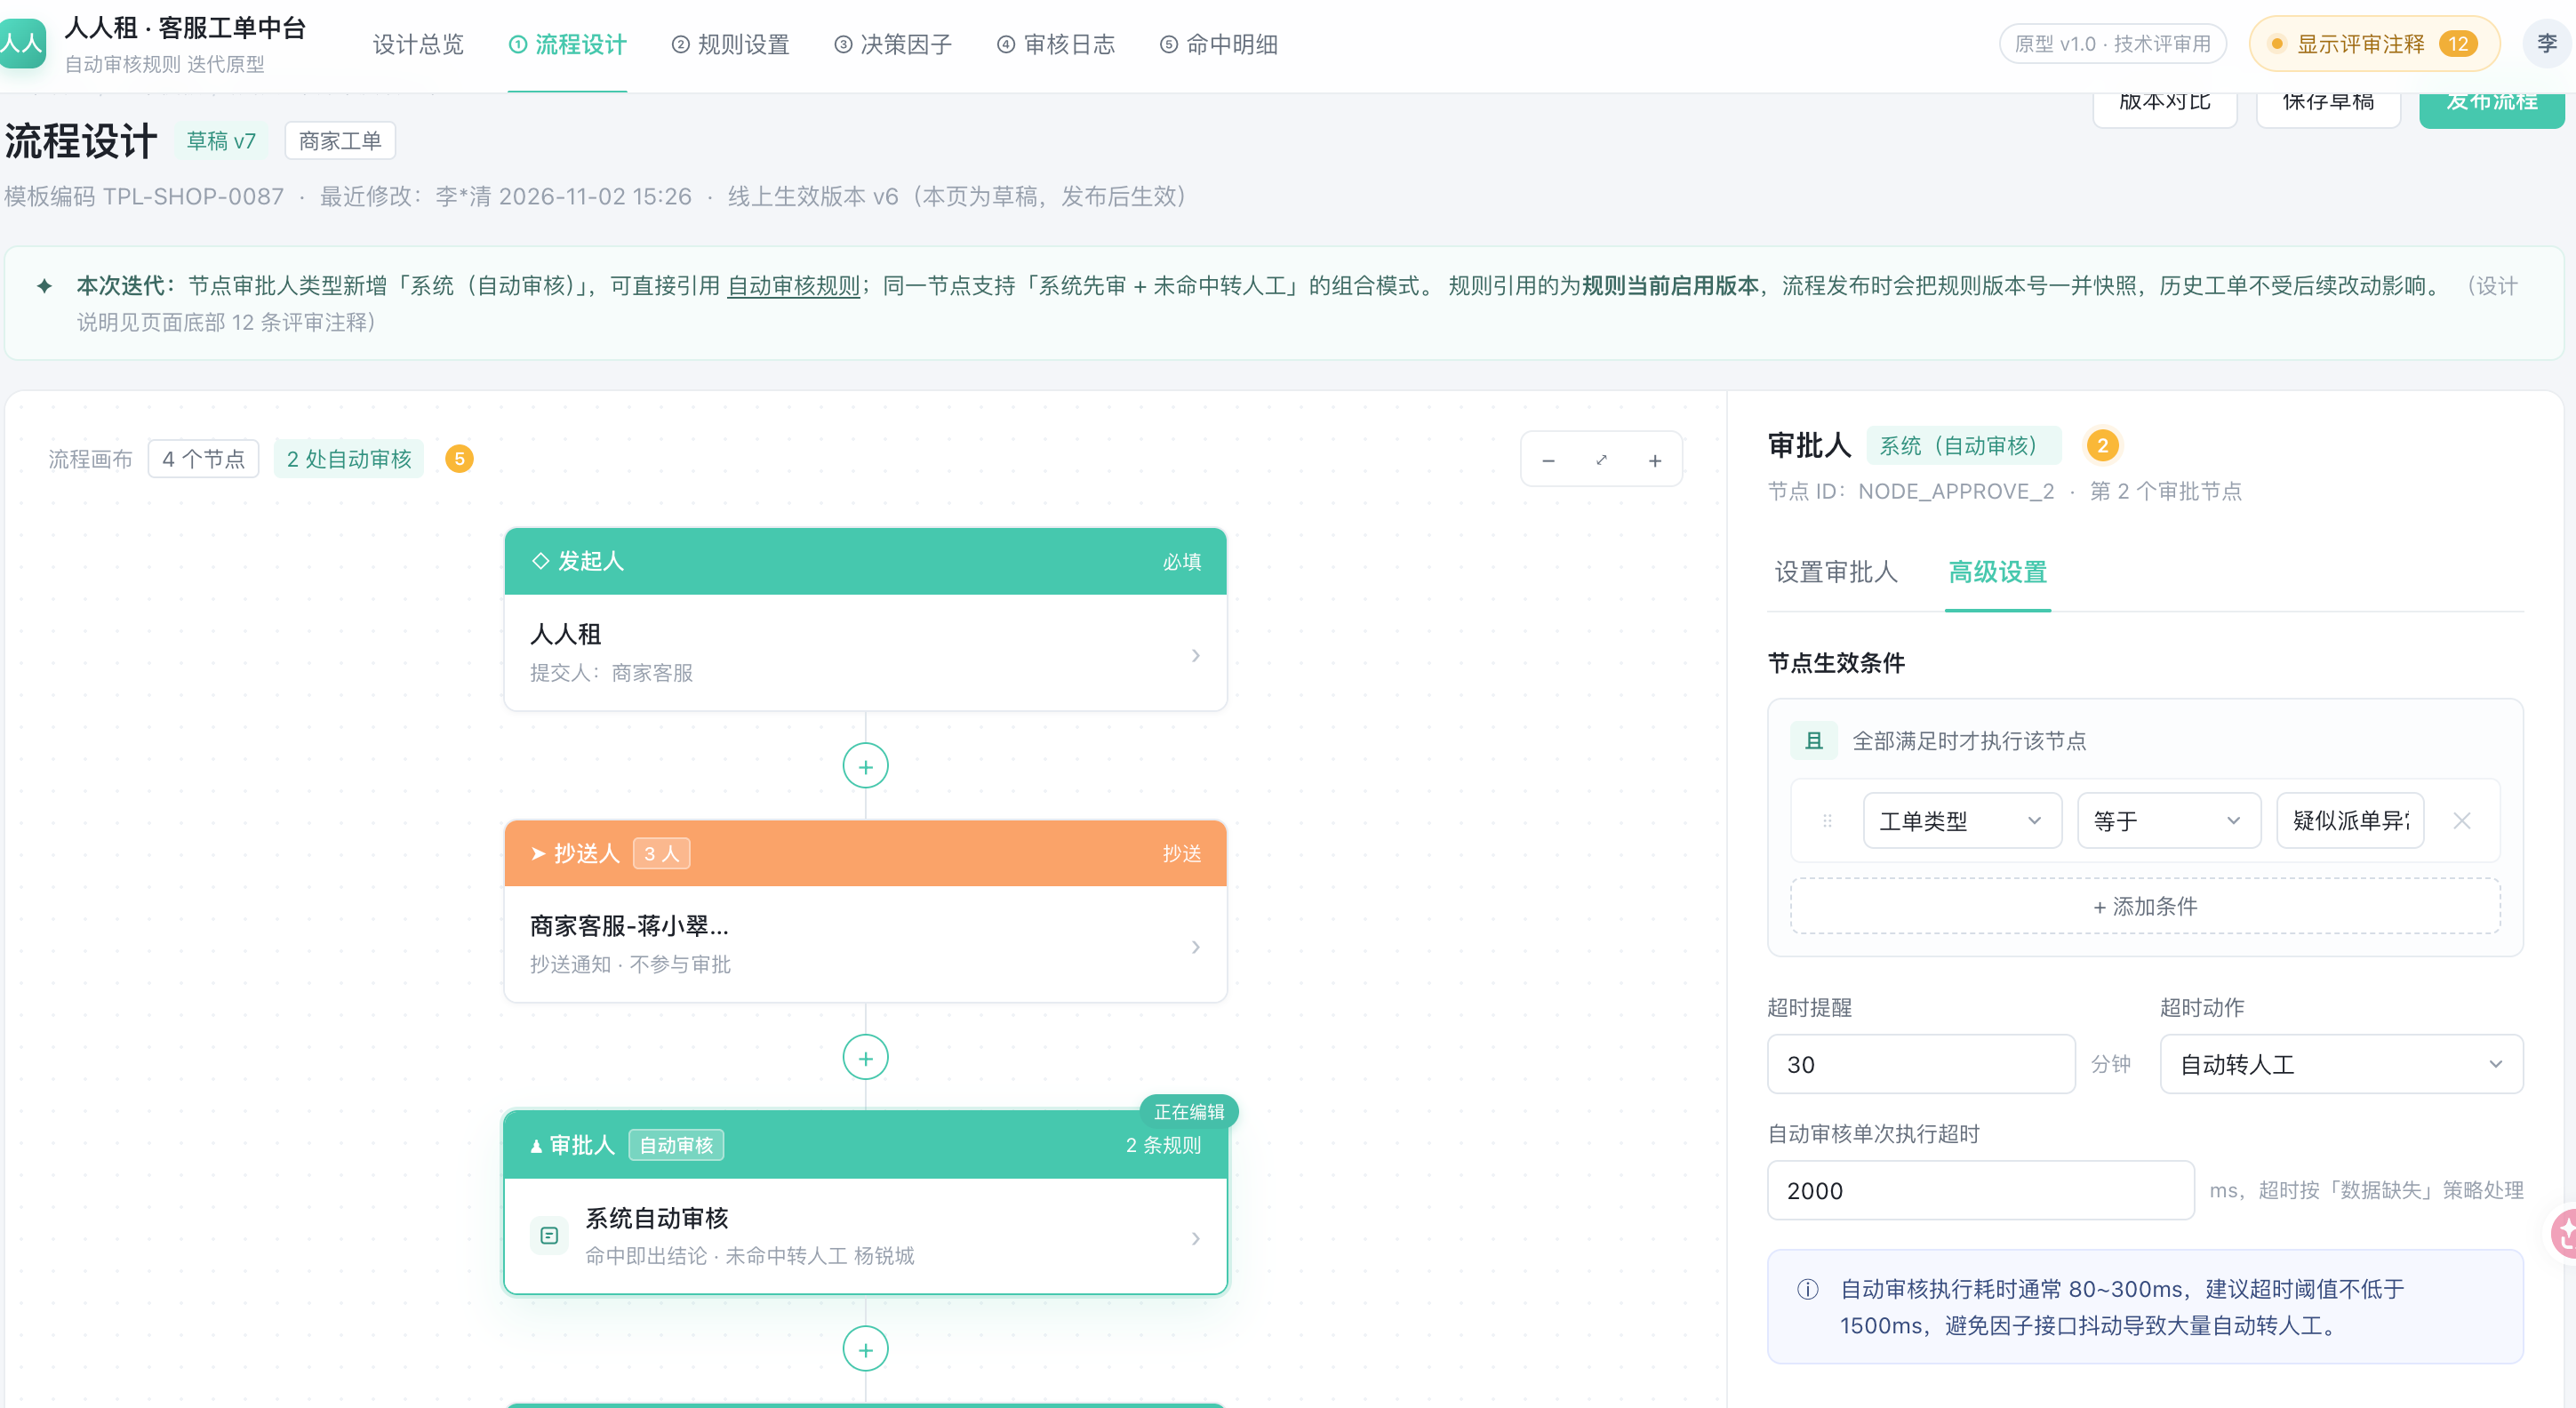 人人
人人租 · 客服工单中台
自动审核规则 迭代原型
设计总览
① 流程设计
② 规则设置
③ 决策因子
④ 审核日志
⑤ 命中明细
原型 v1.0 · 技术评审用
显示评审注释 12
李
版本对比
保存草稿
发布流程
流程设计 草稿 v7 商家工单
模板编码 TPL-SHOP-0087 · 最近修改：李*清 2026-11-02 15:26 · 线上生效版本 v6（本页为草稿，发布后生效）
✦ 本次迭代：节点审批人类型新增「系统（自动审核）」，可直接引用 自动审核规则；同一节点支持「系统先审 + 未命中转人工」的组合模式。 规则引用的为规则当前启用版本，流程发布时会把规则版本号一并快照，历史工单不受后续改动影响。 （设计
说明见页面底部 12 条评审注释）
流程画布 4 个节点 2 处自动审核 5
− ⤢ +
◇ 发起人 必填
人人租
提交人：商家客服
+
➤ 抄送人 3 人 抄送
商家客服-蒋小翠...
抄送通知 · 不参与审批
+
正在编辑
♟ 审批人 自动审核 2 条规则
系统自动审核
命中即出结论 · 未命中转人工 杨锐城
+
审批人 系统（自动审核） 2
节点 ID：NODE_APPROVE_2 · 第 2 个审批节点
设置审批人 高级设置
节点生效条件
且 全部满足时才执行该节点
工单类型 等于 疑似派单异
+ 添加条件
超时提醒 超时动作
30 分钟 自动转人工
自动审核单次执行超时
2000 ms，超时按「数据缺失」策略处理
ⓘ 自动审核执行耗时通常 80~300ms，建议超时阈值不低于
1500ms，避免因子接口抖动导致大量自动转人工。